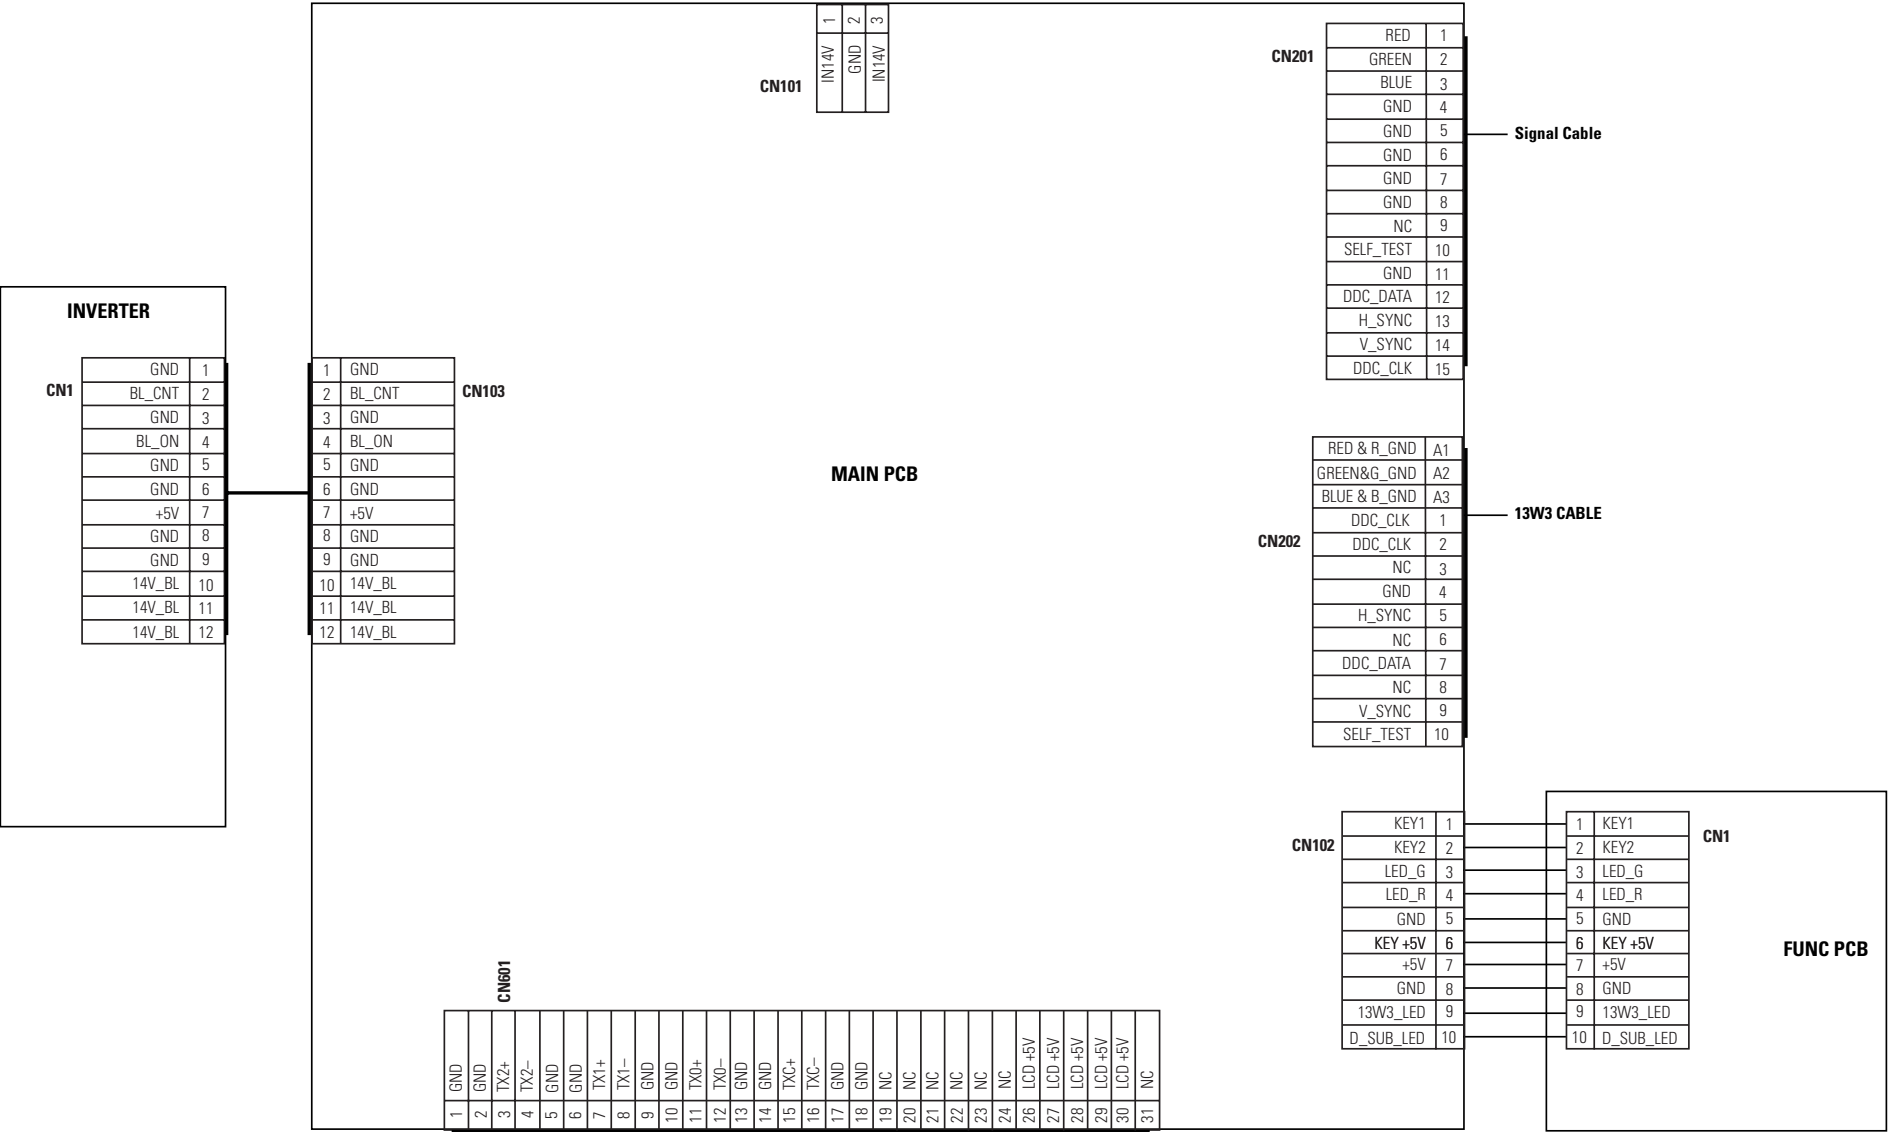 1 2 3
IN14V GND IN14V
CN101
CN201
RED 1
GREEN 2
BLUE 3
GND 4
GND 5
GND 6
GND 7
GND 8
NC 9
SELF_TEST 10
GND 11
DDC_DATA 12
H_SYNC 13
V_SYNC 14
DDC_CLK 15
Signal Cable
INVERTER
CN1
GND 1
BL_CNT 2
GND 3
BL_ON 4
GND 5
GND 6
+5V 7
GND 8
GND 9
14V_BL 10
14V_BL 11
14V_BL 12
CN103
1 GND
2 BL_CNT
3 GND
4 BL_ON
5 GND
6 GND
7 +5V
8 GND
9 GND
10 14V_BL
11 14V_BL
12 14V_BL
MAIN PCB
CN202
RED & R_GND A1
GREEN&G_GND A2
BLUE & B_GND A3
DDC_CLK 1
DDC_CLK 2
NC 3
GND 4
H_SYNC 5
NC 6
DDC_DATA 7
NC 8
V_SYNC 9
SELF_TEST 10
13W3 CABLE
CN102
KEY1 1
KEY2 2
LED_G 3
LED_R 4
GND 5
KEY +5V 6
+5V 7
GND 8
13W3_LED 9
D_SUB_LED 10
1 KEY1
2 KEY2
3 LED_G
4 LED_R
5 GND
6 KEY +5V
7 +5V
8 GND
9 13W3_LED
10 D_SUB_LED
CN1
FUNC PCB
CN601
1 GND
2 GND
3 TX2+
4 TX2–
5 GND
6 GND
7 TX1+
8 TX1–
9 GND
10 GND
11 TX0+
12 TX0–
13 GND
14 GND
15 TXC+
16 TXC–
17 GND
18 GND
19 NC
20 NC
21 NC
22 NC
23 NC
24 NC
26 LCD +5V
27 LCD +5V
28 LCD +5V
29 LCD +5V
30 LCD +5V
31 NC